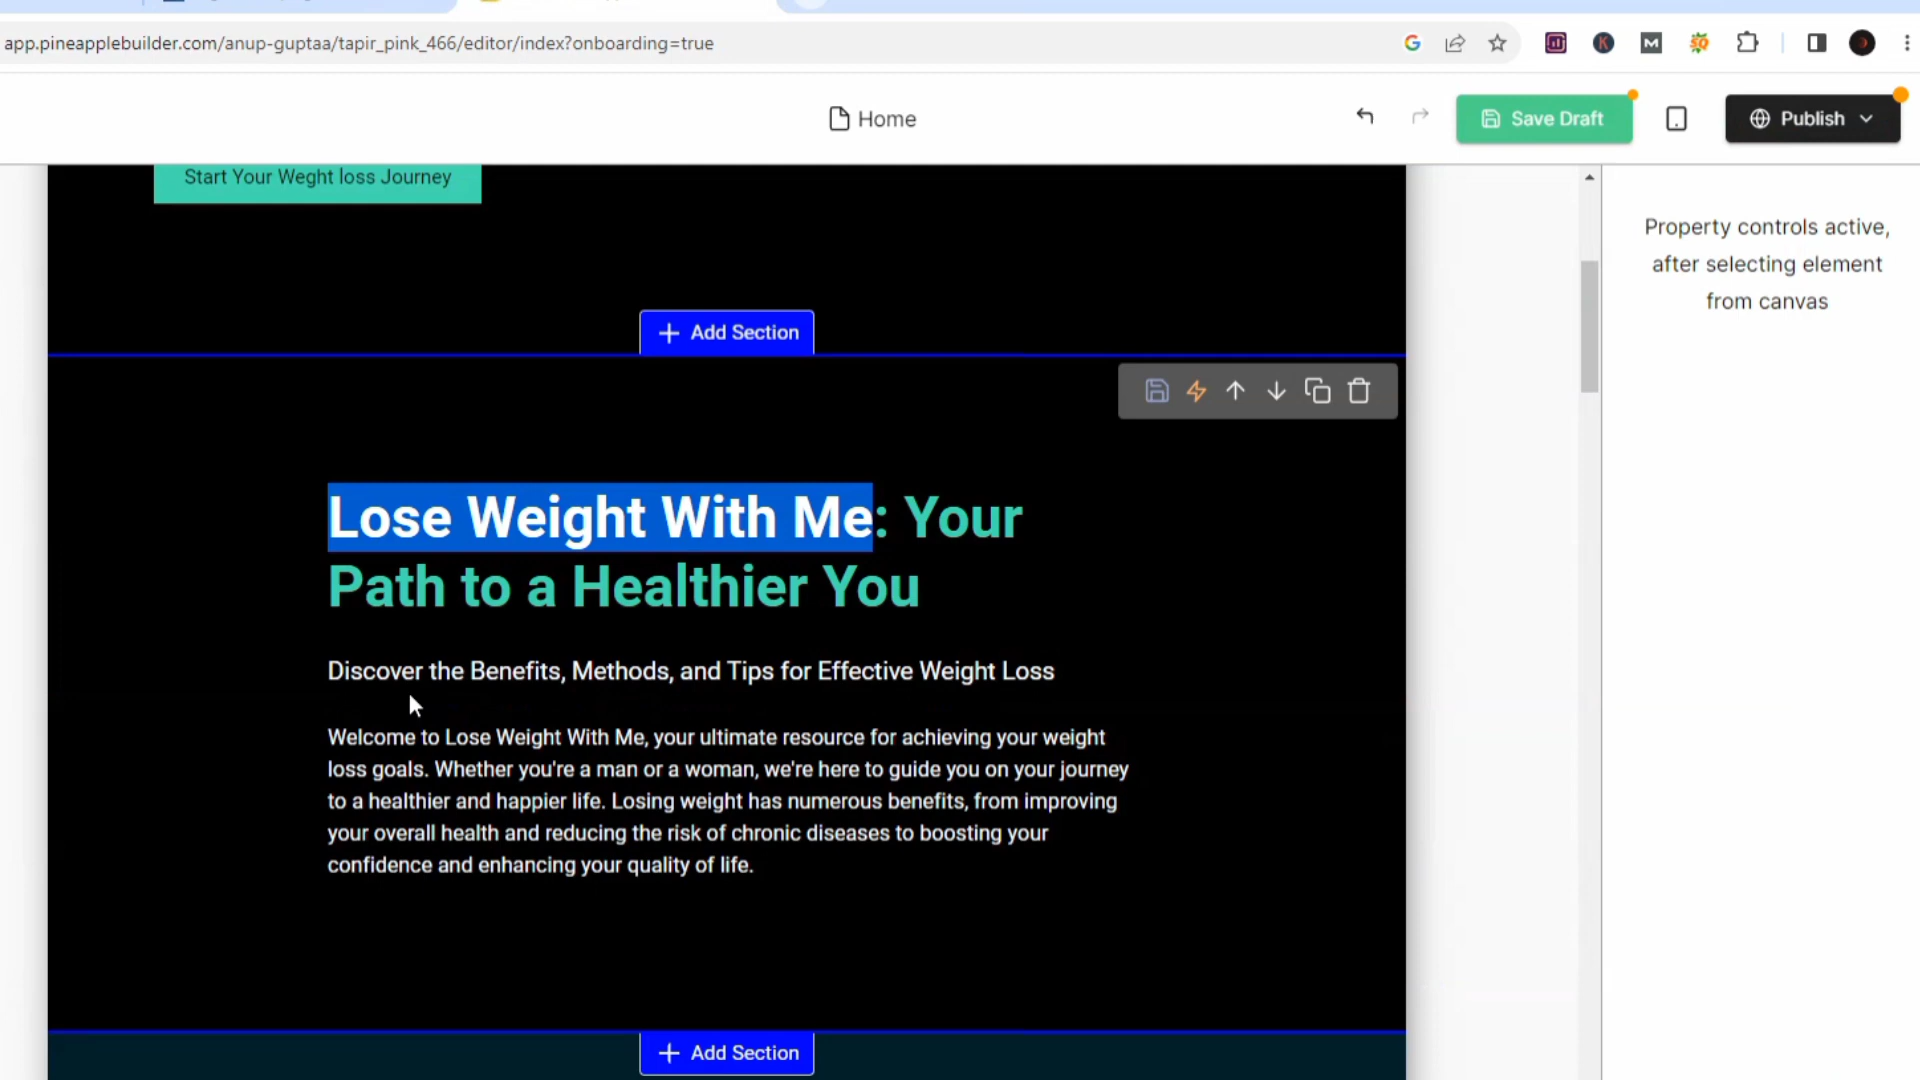 app.pineapplebuilder.com/anup-guptaa/tapir_pink_466/editor/index?onboarding=true
Home
Save Draft
Publish
Start Your Weght loss Journey
Property controls active,
after selecting element
from canvas
+ Add Section
Lose Weight With Me: Your
Path to a Healthier You
Discover the Benefits, Methods, and Tips for Effective Weight Loss
Welcome to Lose Weight With Me, your ultimate resource for achieving your weight
loss goals. Whether you're a man or a woman, we're here to guide you on your journey
to a healthier and happier life. Losing weight has numerous benefits, from improving
your overall health and reducing the risk of chronic diseases to boosting your
confidence and enhancing your quality of life.
+ Add Section